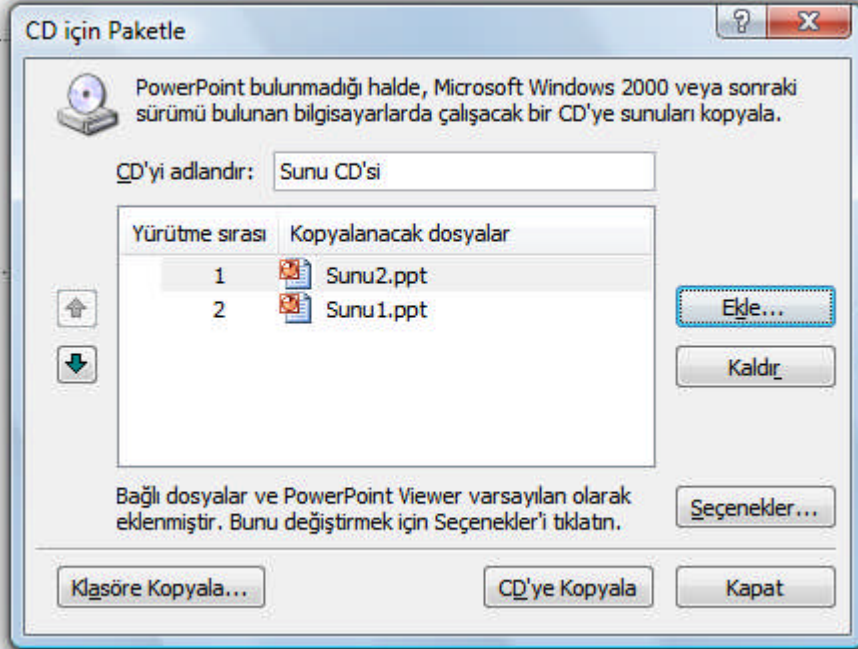 CD için Paketle
PowerPoint bulunmadığı halde, Microsoft Windows 2000 veya sonraki
sürümü bulunan bilgisayarlarda çalışacak bir CD'ye sunuları kopyala.
CD'yi adlandır: Sunu CD'si
Yürütme sırası Kopyalanacak dosyalar
1 Sunu2.ppt
2 Sunu1.ppt
Ekle...
Kaldır
Bağlı dosyalar ve PowerPoint Viewer varsayılan olarak
eklenmiştir. Bunu değiştirmek için Seçenekler'i tıklatın.
Seçenekler...
Klasöre Kopyala... CD'ye Kopyala Kapat